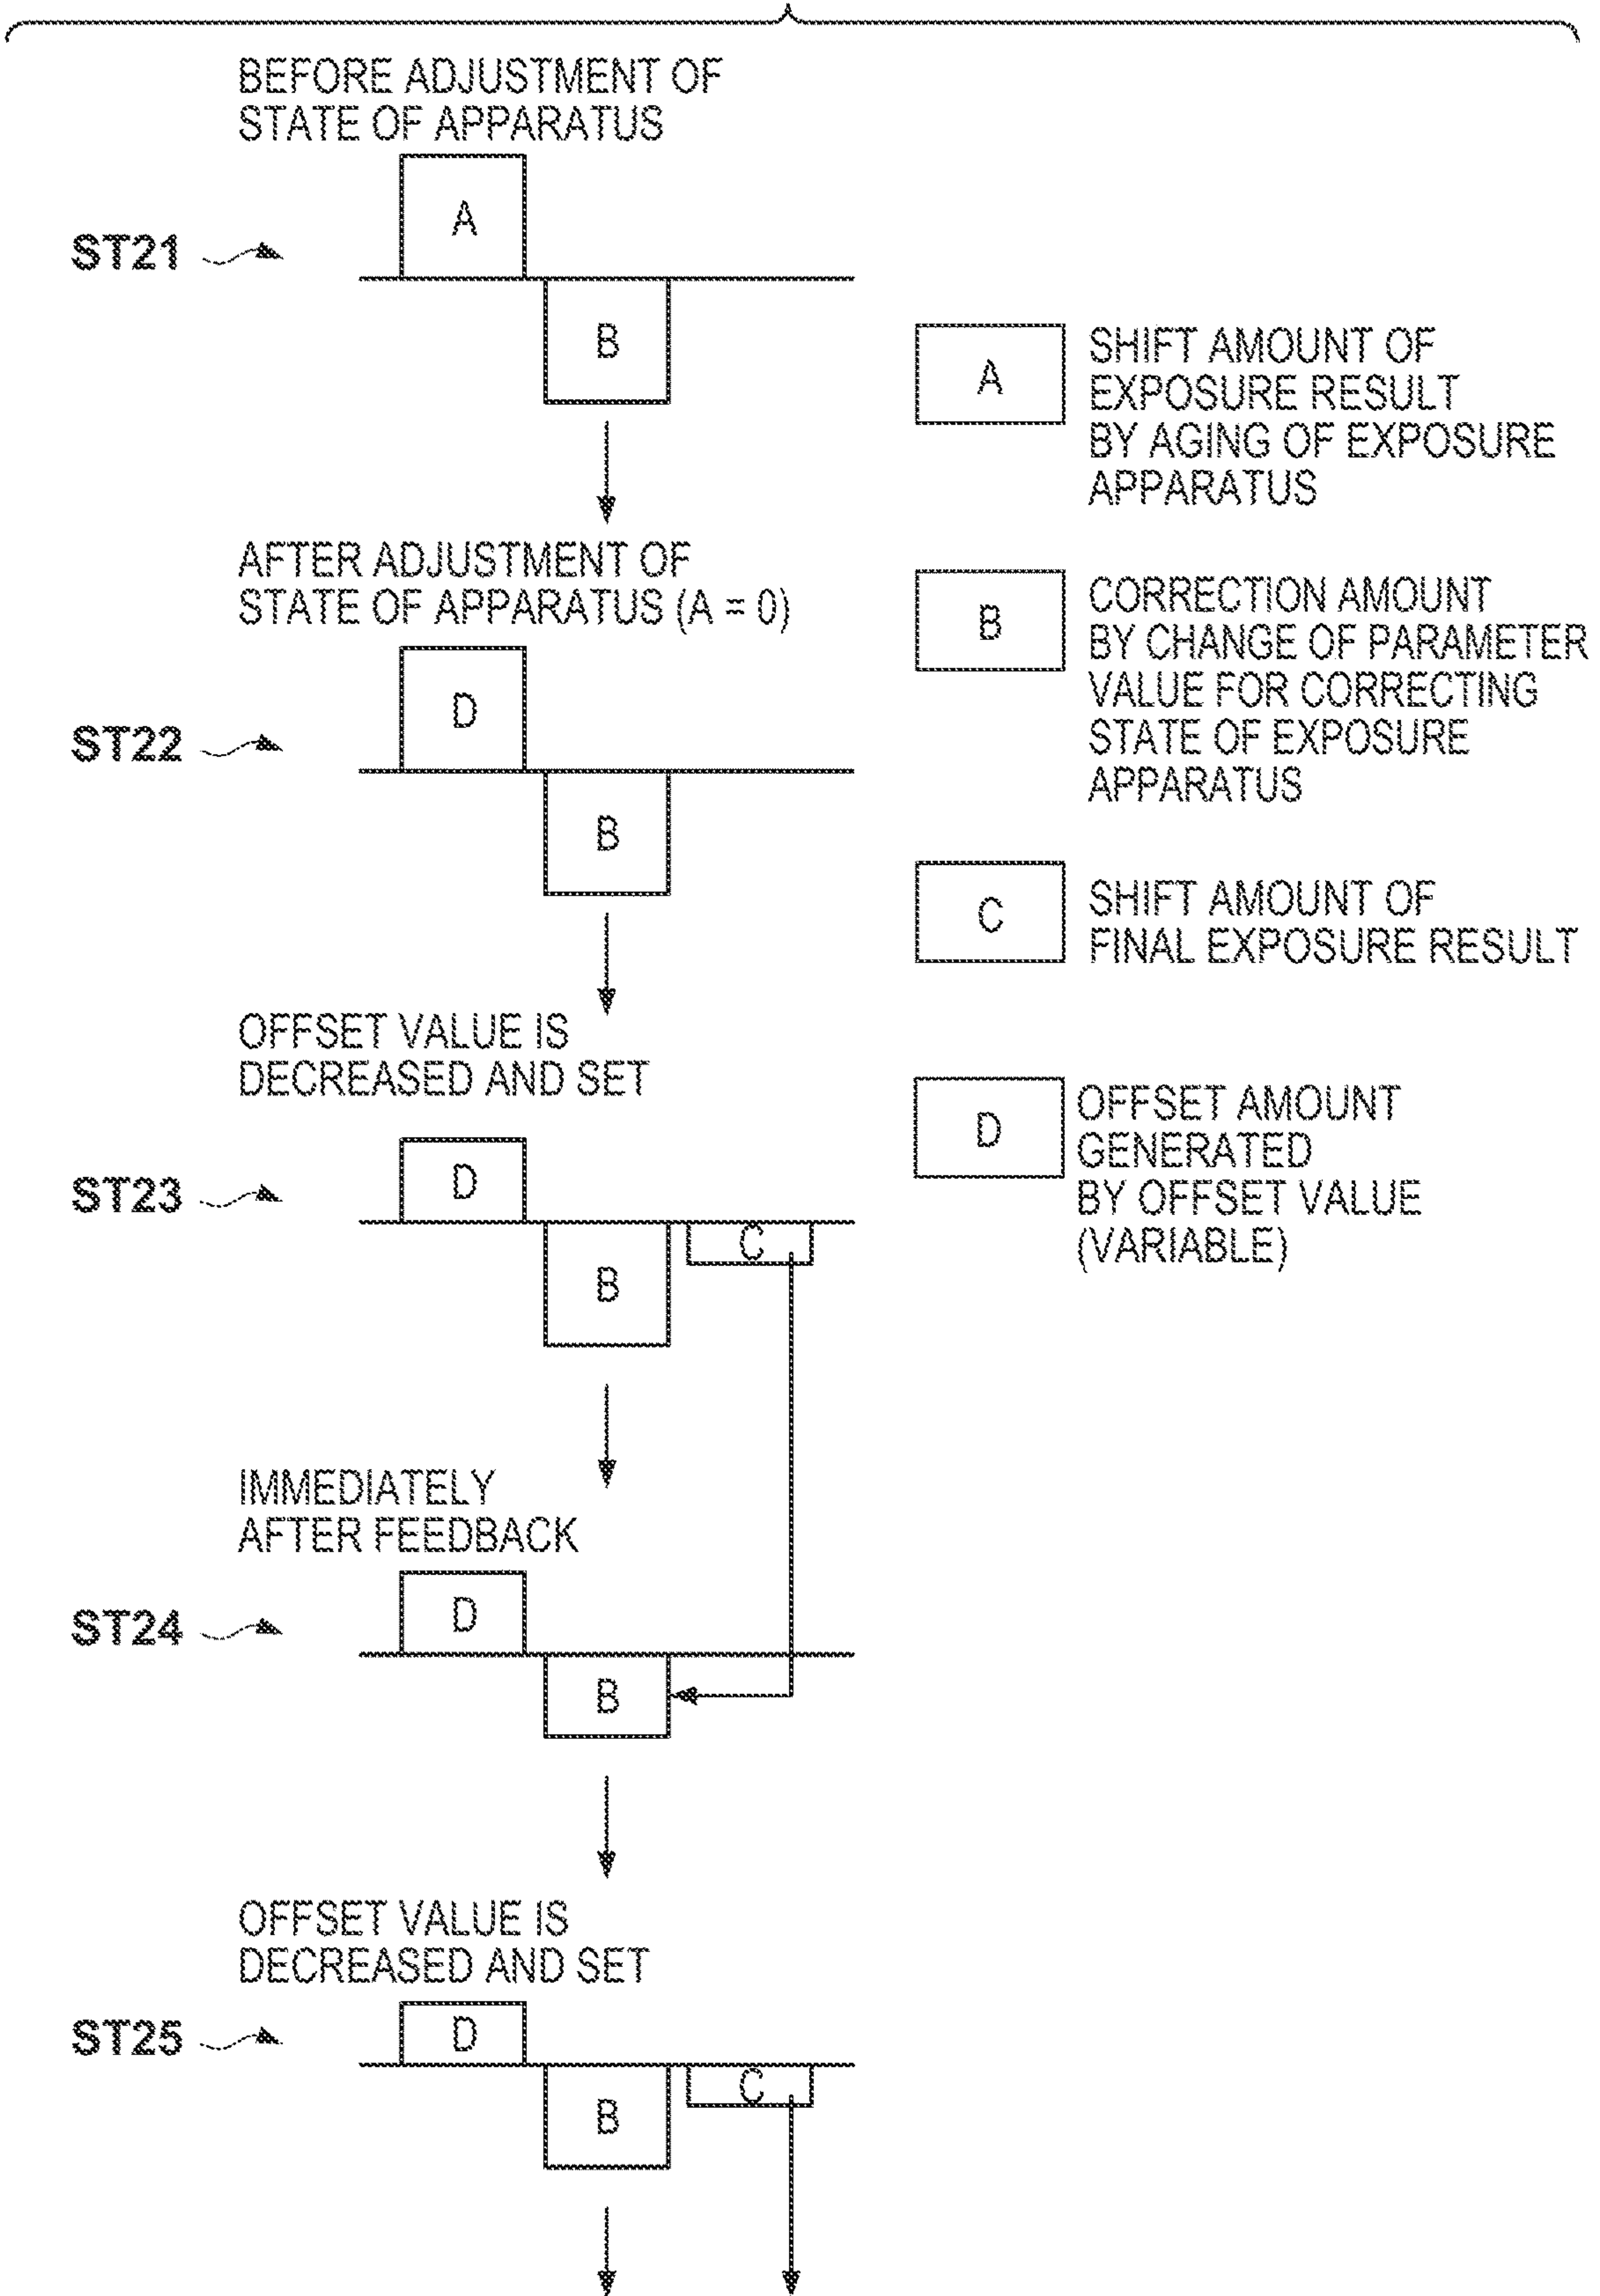 BEFORE ADJUSTMENT OF
STATE OF APPARATUS
A
ST21
B
AFTER ADJUSTMENT OF
STATE OF APPARATUS (A = 0)
D
ST22
B
OFFSET VALUE IS
DECREASED AND SET
D
ST23
C
B
IMMEDIATELY
AFTER FEEDBACK
D
ST24
B
OFFSET VALUE IS
DECREASED AND SET
D
ST25
C
B
A
SHIFT AMOUNT OF
EXPOSURE RESULT
BY AGING OF EXPOSURE
APPARATUS
B
CORRECTION AMOUNT
BY CHANGE OF PARAMETER
VALUE FOR CORRECTING
STATE OF EXPOSURE
APPARATUS
C
SHIFT AMOUNT OF
FINAL EXPOSURE RESULT
D
OFFSET AMOUNT
GENERATED
BY OFFSET VALUE
(VARIABLE)